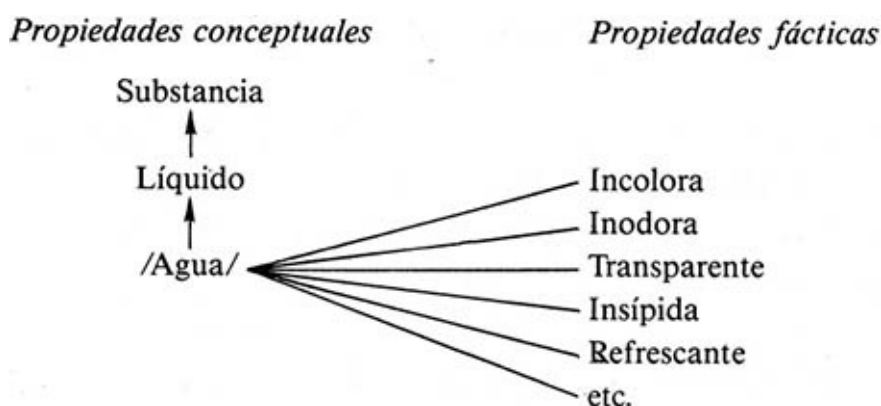 Propiedades conceptuales
Propiedades fácticas
Substancia
Líquido
/Agua/
Incolora
Inodora
Transparente
Insípida
Refrescante
etc.